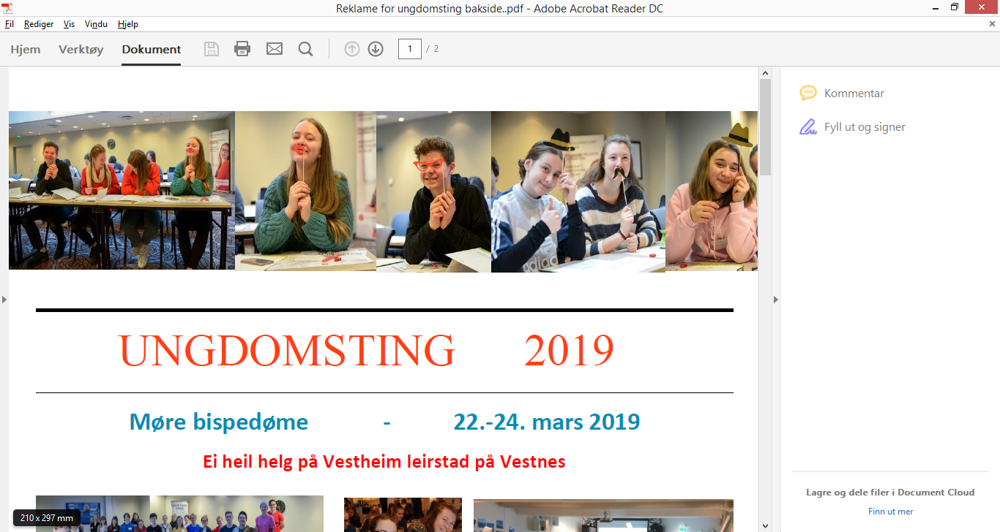 Reklame for ungdomsting bakside..pdf - Adobe Acrobat Reader DC
Fil Rediger Vis Vindu Hjelp
Hjem Verktøy Dokument 1 / 2
Kommentar
Fyll ut og signer
adidas
UNGDOMSTING 2019
Møre bispedøme - 22.-24. mars 2019
Ei heil helg på Vestheim leirstad på Vestnes
Lagre og dele filer i Document Cloud
Finn ut mer
210 x 297 mm